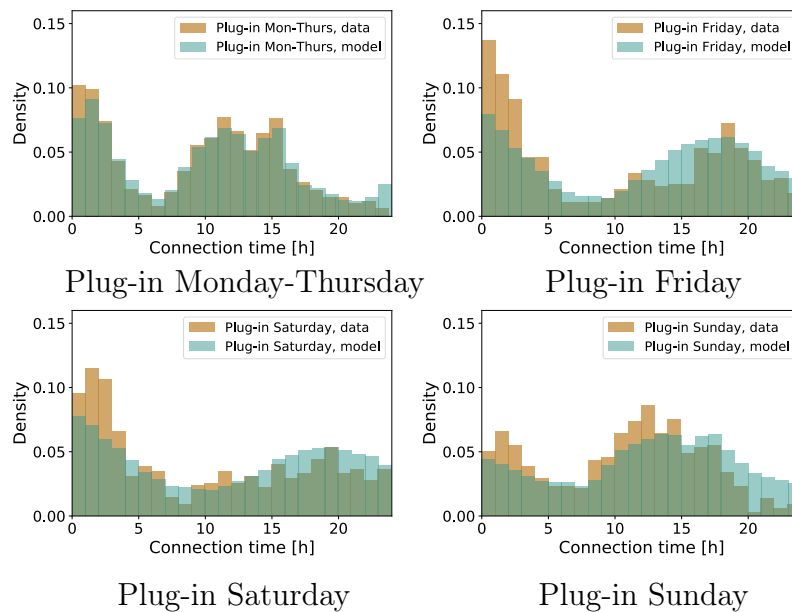 Plug-in Mon-Thurs, data
Plug-in Mon-Thurs, model
0.15
0.10
0.05
0.00
Density
0 5 10 15 20
Connection time [h]
Plug-in Monday-Thursday
Plug-in Friday, data
Plug-in Friday, model
0.15
0.10
0.05
0.00
Density
0 5 10 15 20
Connection time [h]
Plug-in Friday
Plug-in Saturday, data
Plug-in Saturday, model
0.15
0.10
0.05
0.00
Density
0 5 10 15 20
Connection time [h]
Plug-in Saturday
Plug-in Sunday, data
Plug-in Sunday, model
0.15
0.10
0.05
0.00
Density
0 5 10 15 20
Connection time [h]
Plug-in Sunday